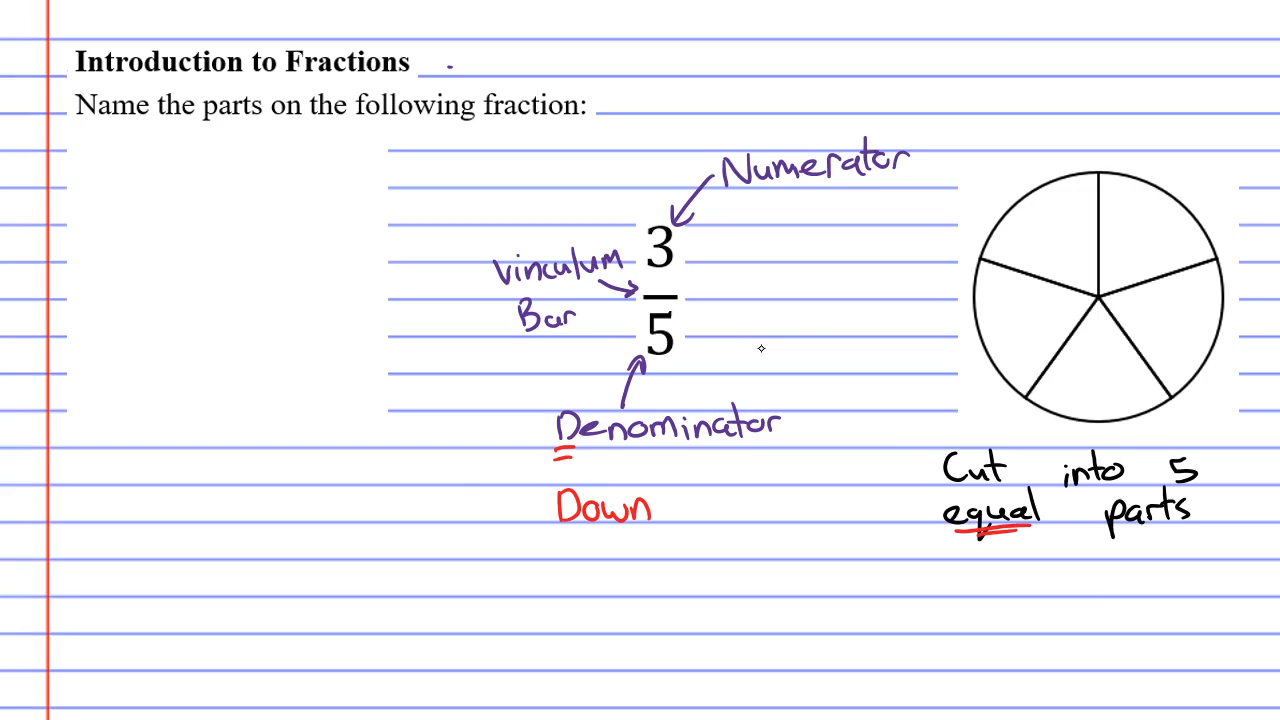 Introduction to Fractions
Name the parts on the following fraction:
Numerator
3
Vinculum
Bar
5
Denominator
Down
Cut into 5
equal parts